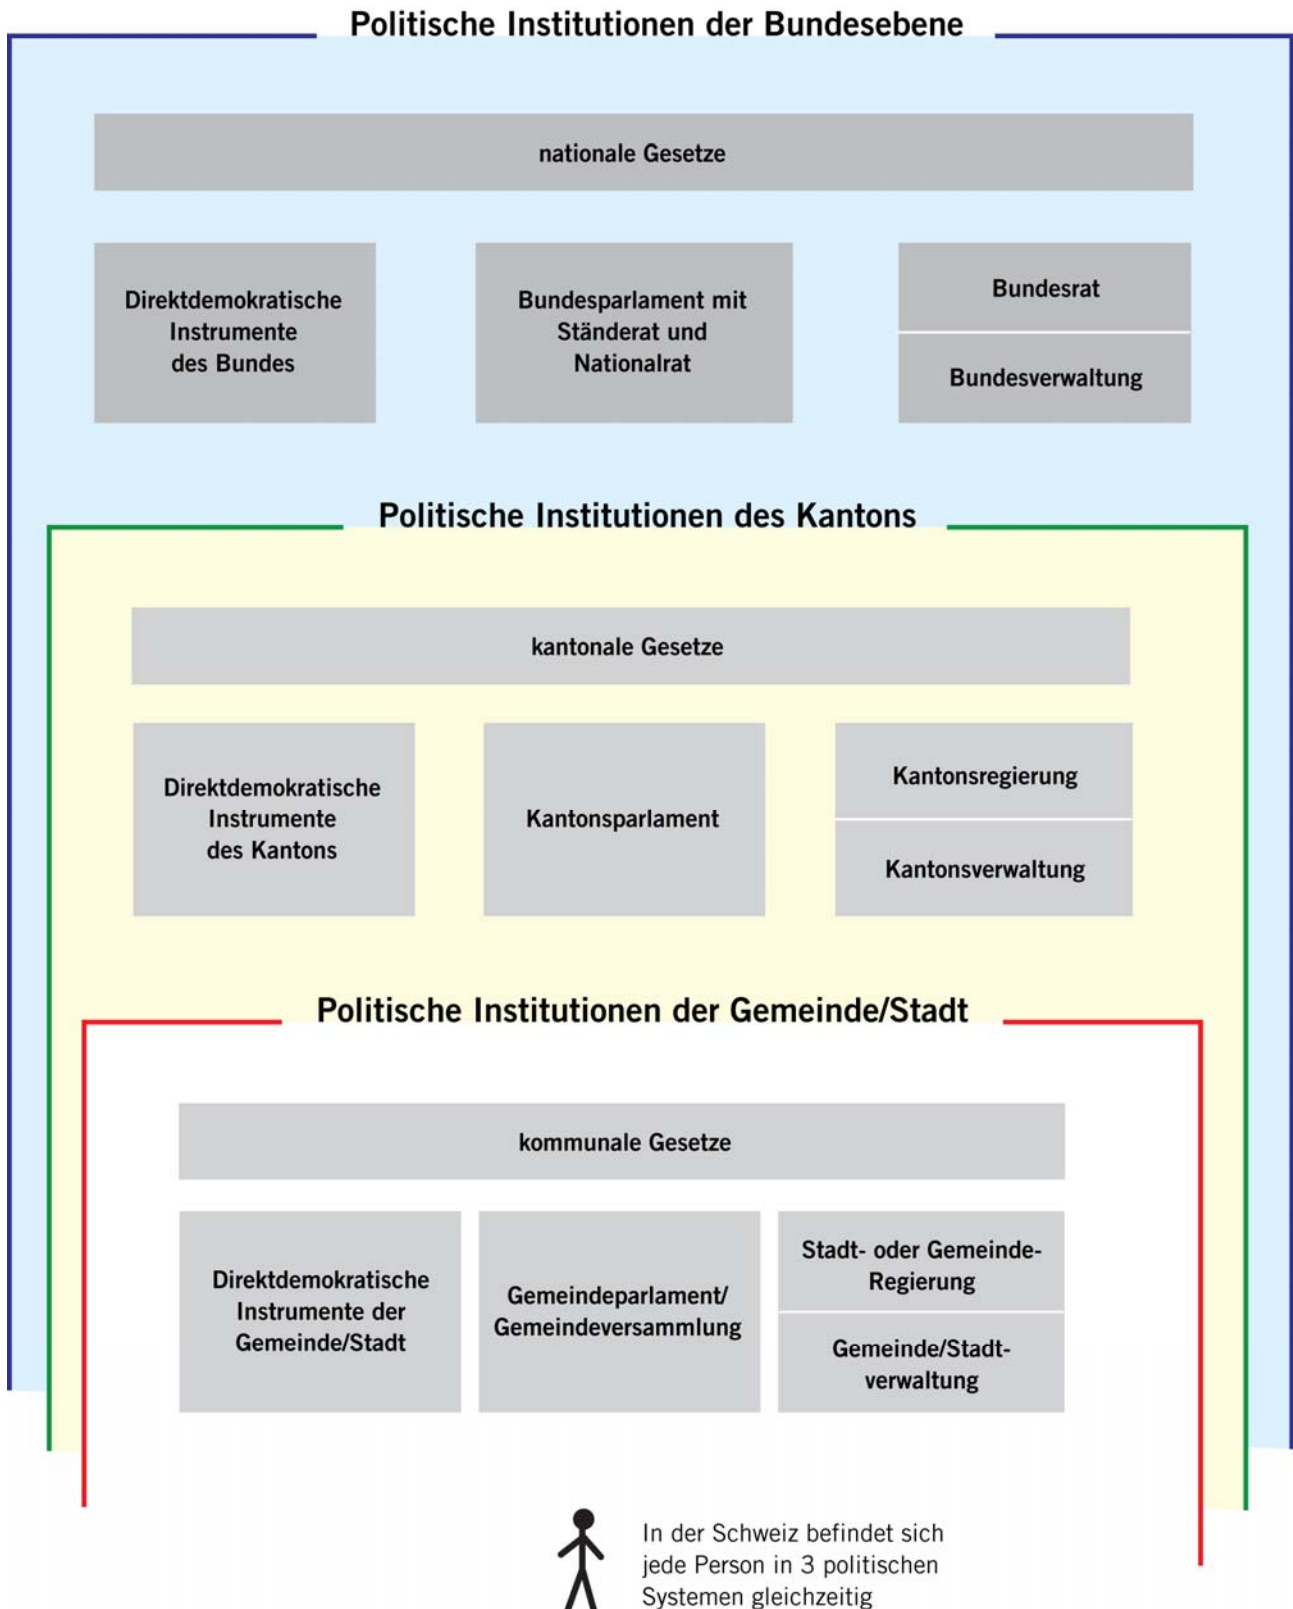 Politische Institutionen der Bundesebene
nationale Gesetze
Direktdemokratische
Instrumente
des Bundes
Bundesparlament mit
Ständerat und
Nationalrat
Bundesrat
Bundesverwaltung
Politische Institutionen des Kantons
kantonale Gesetze
Direktdemokratische
Instrumente
des Kantons
Kantonsparlament
Kantonsregierung
Kantonsverwaltung
Politische Institutionen der Gemeinde/Stadt
kommunale Gesetze
Direktdemokratische
Instrumente der
Gemeinde/Stadt
Gemeindeparlament/
Gemeindeversammlung
Stadt- oder Gemeinde-
Regierung
Gemeinde/Stadt-
verwaltung
In der Schweiz befindet sich
jede Person in 3 politischen
Systemen gleichzeitig